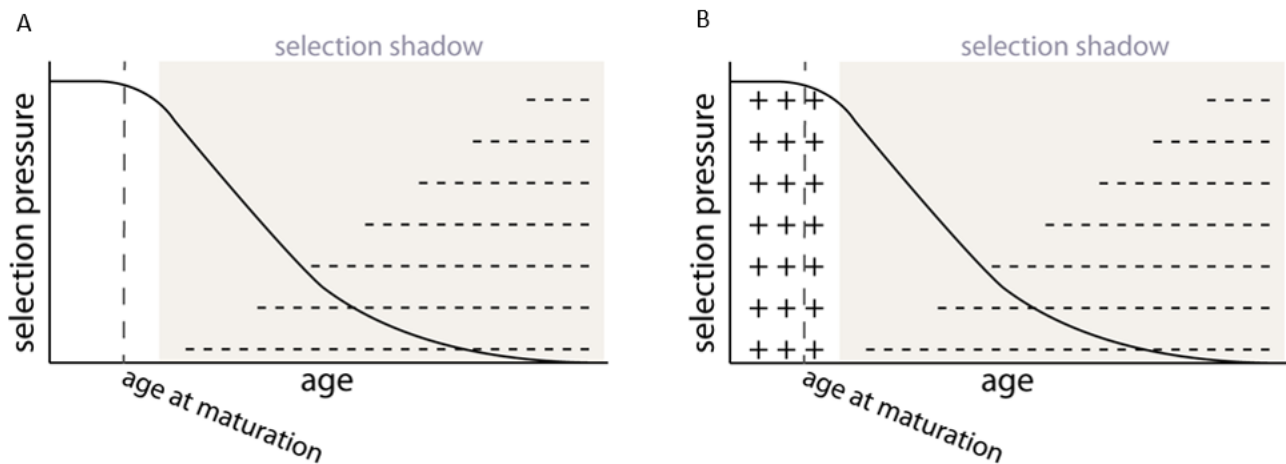 A
selection shadow
selection pressure
age
age at maturation
B
selection shadow
selection pressure
age
age at maturation